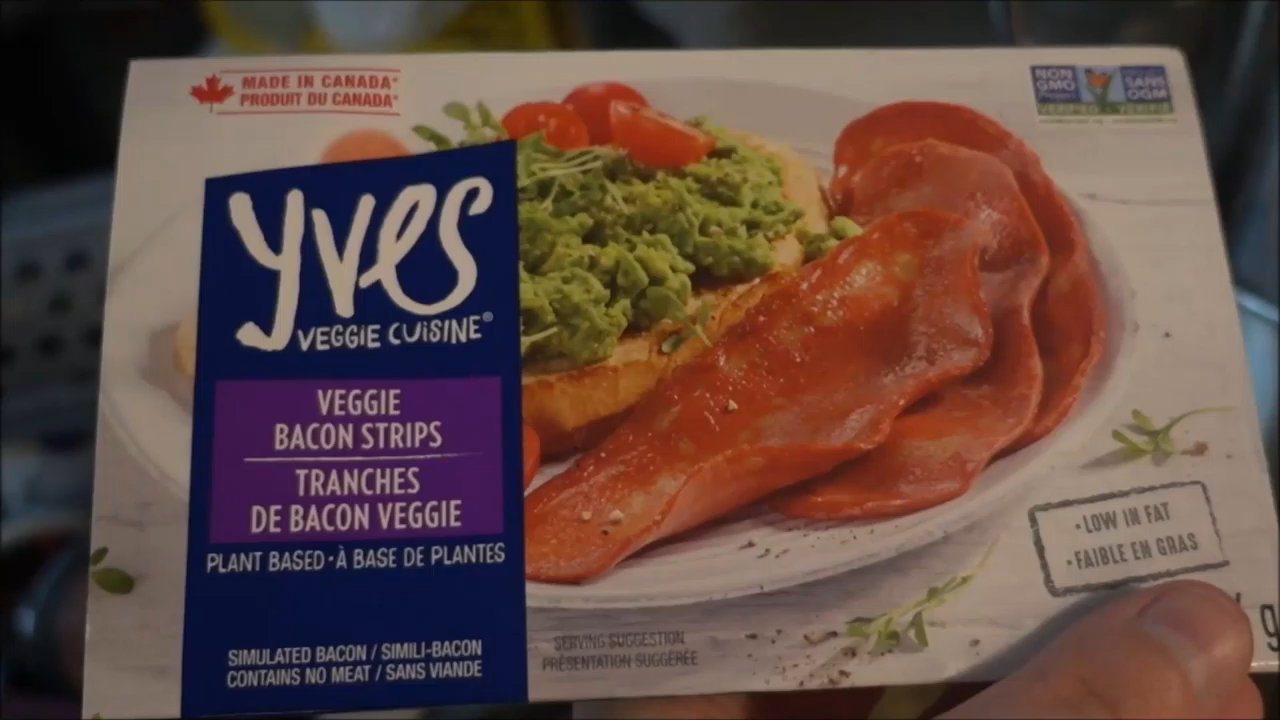 MADE IN CANADA*
PRODUIT DU CANADA*
NON GMO
SANS OGM
VERIFIED
yves
VEGGIE CUISINE®
VEGGIE
BACON STRIPS
TRANCHES
DE BACON VEGGIE
PLANT BASED · À BASE DE PLANTES
• LOW IN FAT
• FAIBLE EN GRAS
SIMULATED BACON / SIMILI-BACON
CONTAINS NO MEAT / SANS VIANDE
SERVING SUGGESTION
PRÉSENTATION SUGGÉRÉE
g